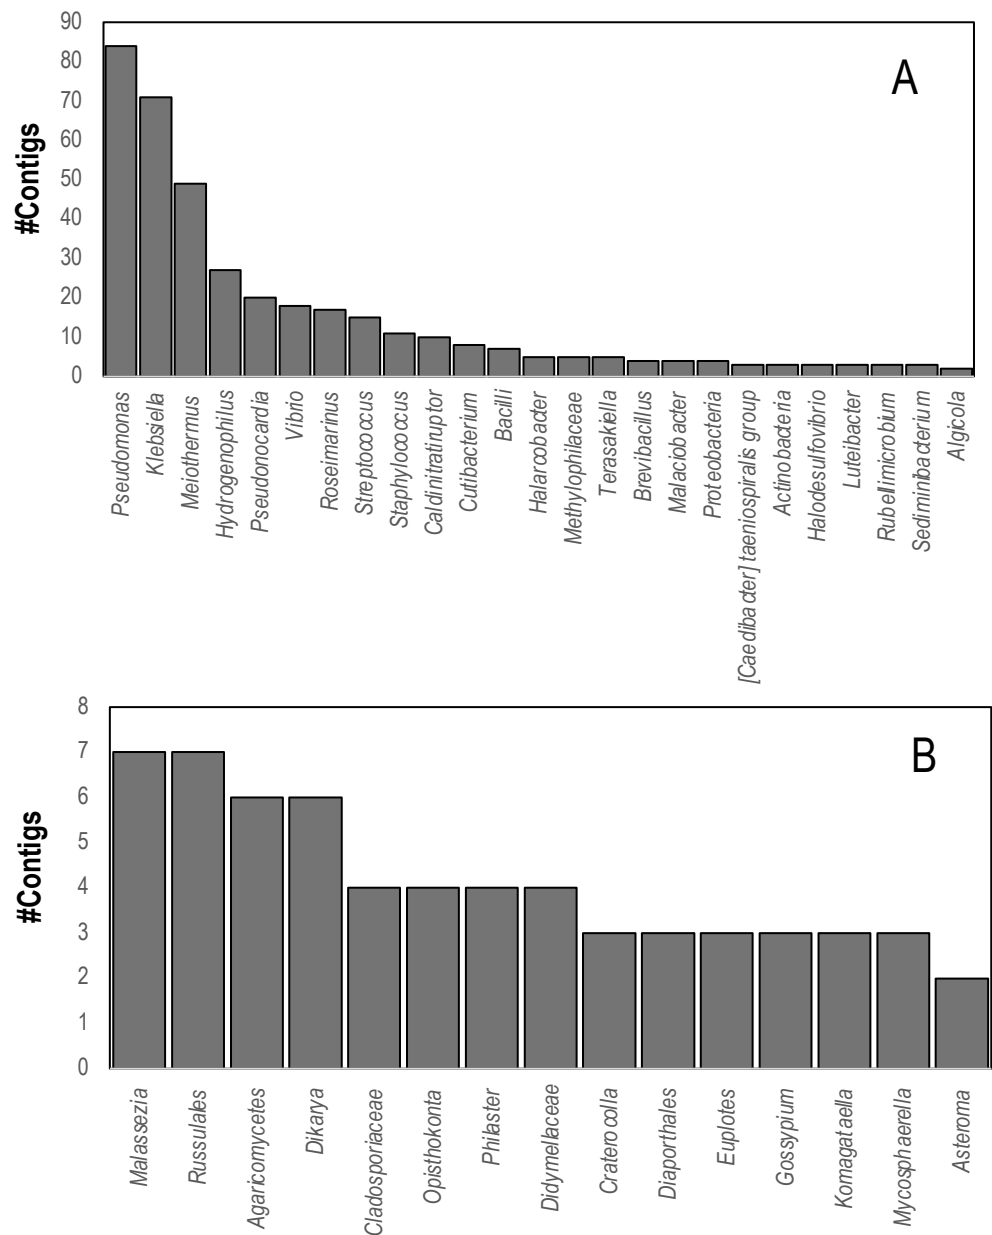 90
80
70
60
50
40
30
20
10
0
#Contigs
A
Pseudomonas
Klebsiella
Meiothermus
Hydrogenophilus
Pseudonocardia
Vibrio
Roseimarinus
Streptococcus
Staphylococcus
Caldinitratiruptor
Cutibacterium
Bacilli
Halarcobacter
Methylophilaceae
Terasakiella
Brevibacillus
Malaciobacter
Proteobacteria
[Caedibacter] taeniospiralis group
Actinobacteria
Halodesulfovibrio
Luteibacter
Rubellimicrobium
Sediminibacterium
Algicola
8
7
6
5
4
3
2
1
0
#Contigs
B
Malassezia
Russulales
Agaricomycetes
Dikarya
Cladosporiaceae
Opisthokonta
Philaster
Didymellaceae
Craterocolla
Diaporthales
Euplotes
Gossypium
Komagataella
Mycosphaerella
Asteroma